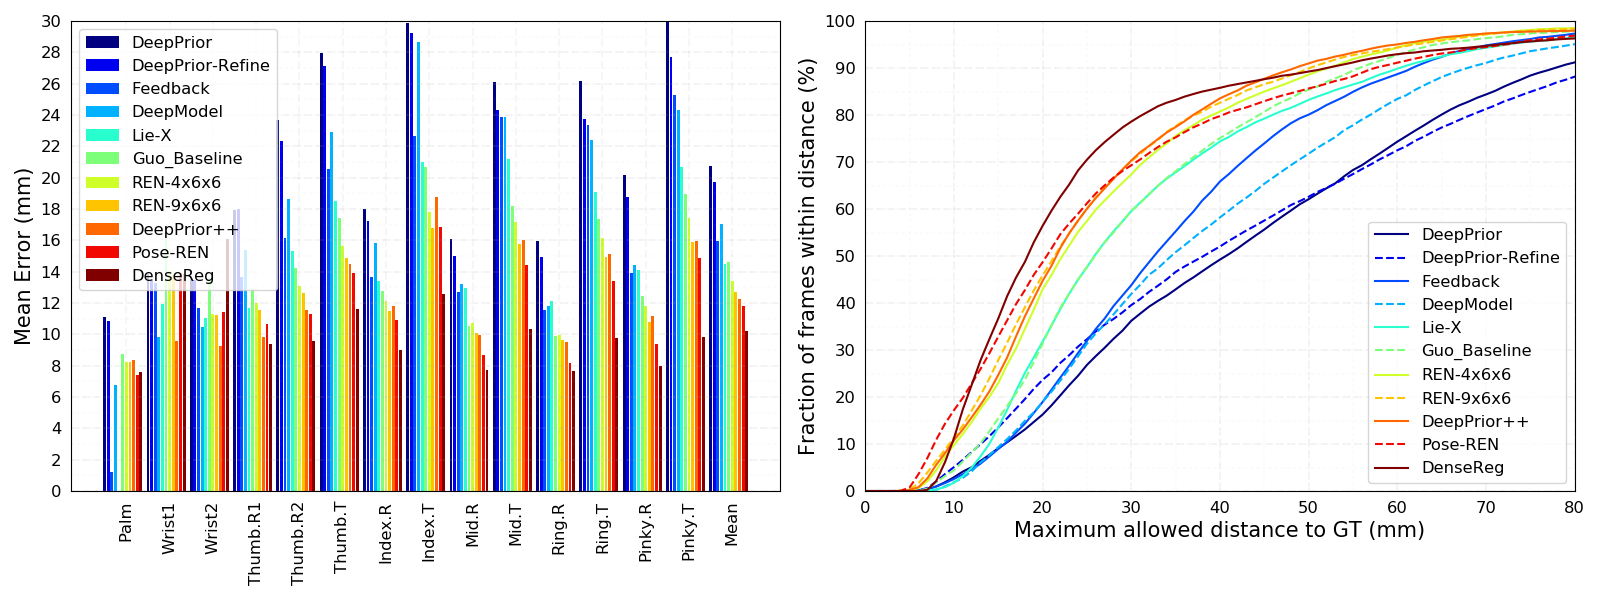 Mean Error (mm)
30
28
26
24
22
20
18
16
14
12
10
8
6
4
2
0
DeepPrior
DeepPrior-Refine
Feedback
DeepModel
Lie-X
Guo_Baseline
REN-4x6x6
REN-9x6x6
DeepPrior++
Pose-REN
DenseReg
Palm
Wrist1
Wrist2
Thumb.R1
Thumb.R2
Thumb.T
Index.R
Index.T
Mid.R
Mid.T
Ring.R
Ring.T
Pinky.R
Pinky.T
Mean
Fraction of frames within distance (%)
100
90
80
70
60
50
40
30
20
10
0
DeepPrior
DeepPrior-Refine
Feedback
DeepModel
Lie-X
Guo_Baseline
REN-4x6x6
REN-9x6x6
DeepPrior++
Pose-REN
DenseReg
0 10 20 30 40 50 60 70 80
Maximum allowed distance to GT (mm)